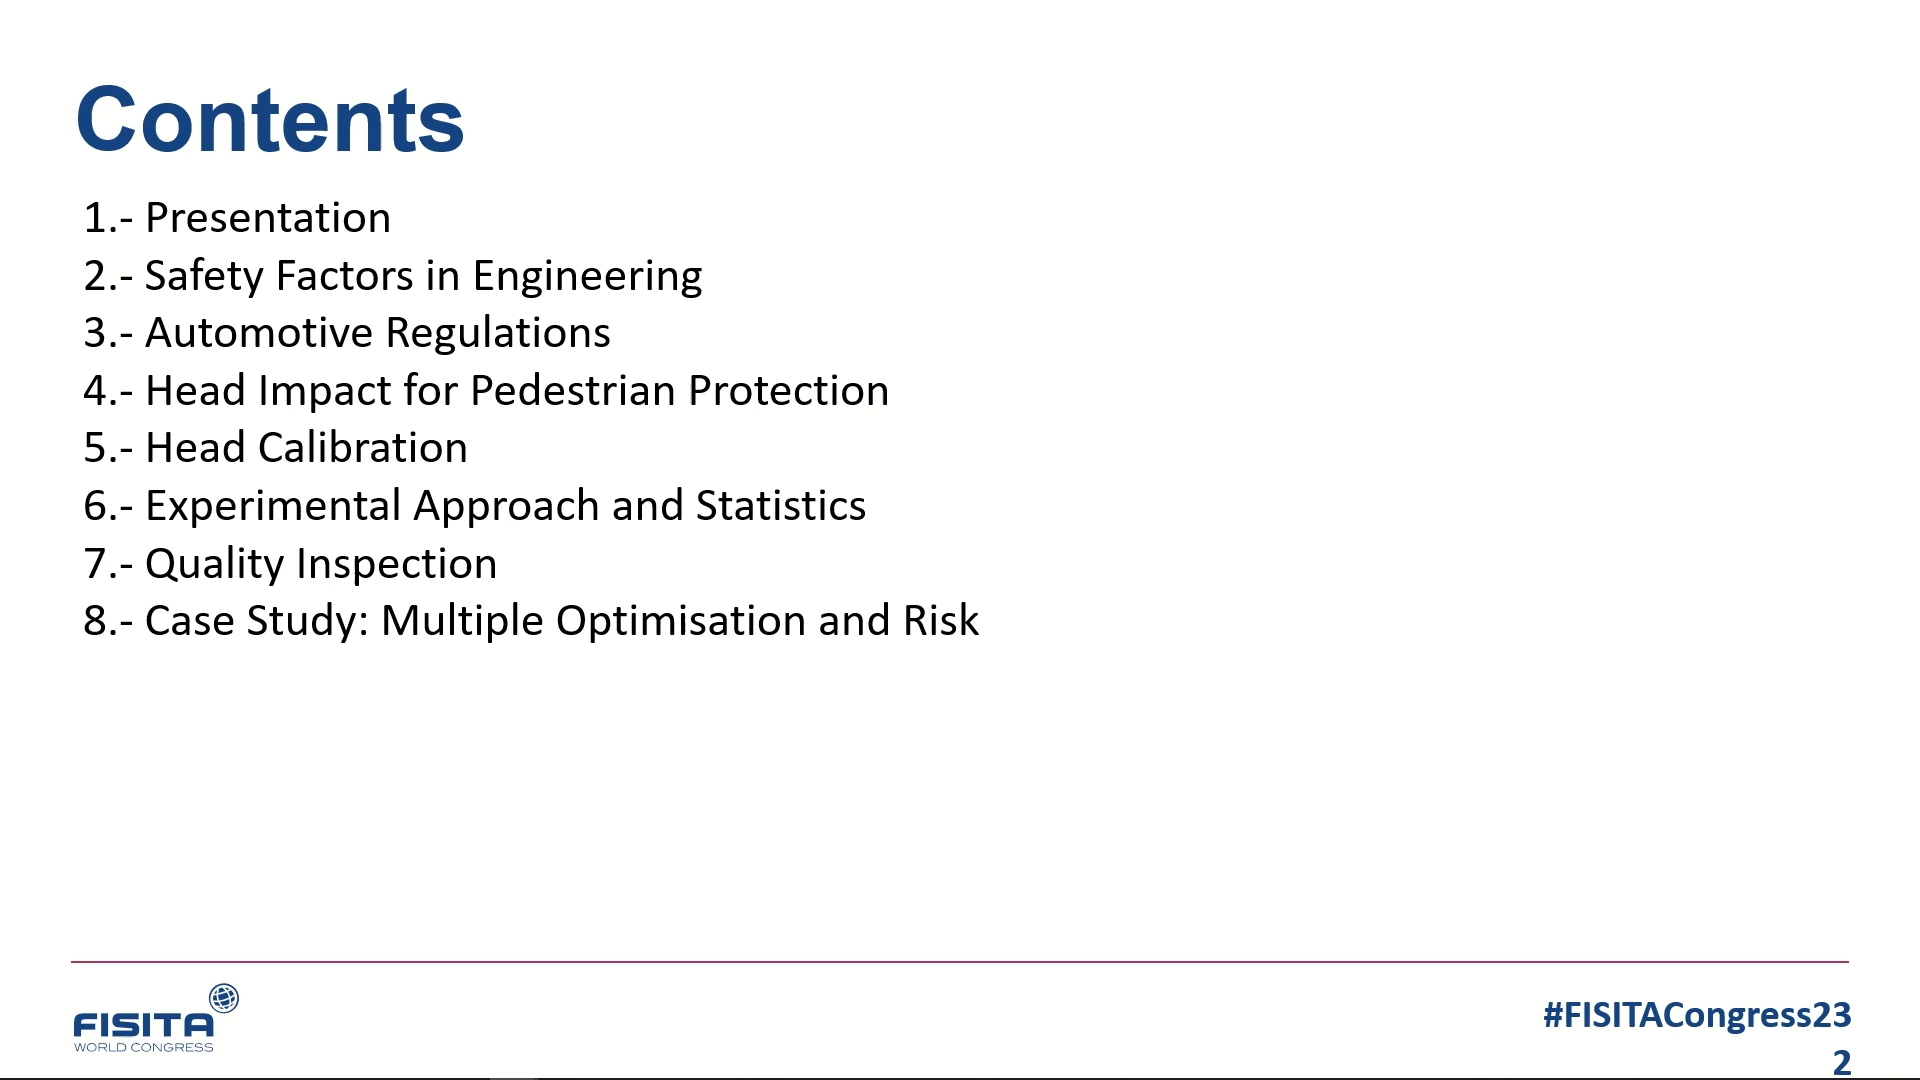 Contents
1.- Presentation
2.- Safety Factors in Engineering
3.- Automotive Regulations
4.- Head Impact for Pedestrian Protection
5.- Head Calibration
6.- Experimental Approach and Statistics
7.- Quality Inspection
8.- Case Study: Multiple Optimisation and Risk
FISITA
WORLD CONGRESS
#FISITACongress23
2